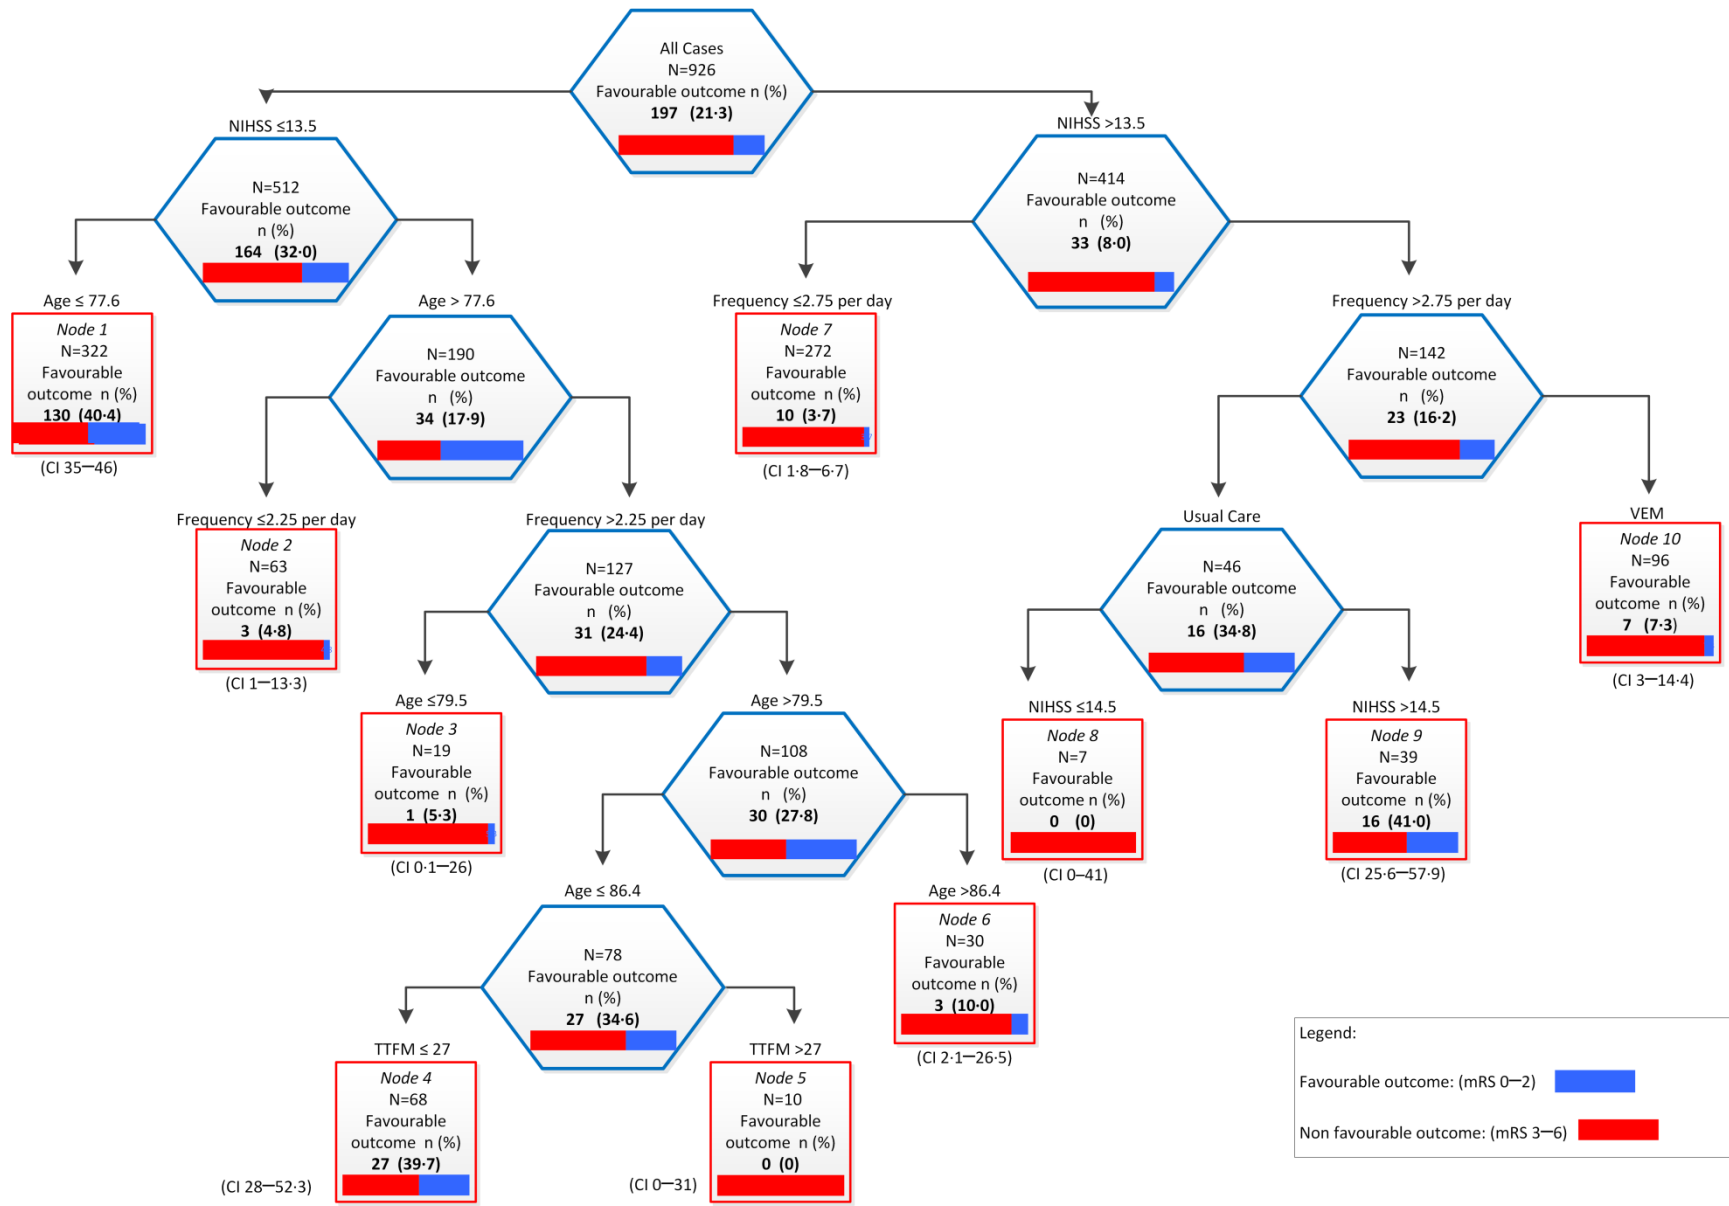 All Cases
N=926
Favourable outcome n (%)
197 (21·3)
NIHSS ≤13.5
N=512
Favourable outcome
n (%)
164 (32·0)
NIHSS >13.5
N=414
Favourable outcome
n (%)
33 (8·0)
Age ≤ 77.6
Node 1
N=322
Favourable
outcome n (%)
130 (40·4)
(CI 35—46)
Age > 77.6
N=190
Favourable outcome
n (%)
34 (17·9)
Frequency ≤2.75 per day
Node 7
N=272
Favourable
outcome n (%)
10 (3·7)
(CI 1·8—6·7)
Frequency >2.75 per day
N=142
Favourable outcome
n (%)
23 (16·2)
Frequency ≤2.25 per day
Node 2
N=63
Favourable
outcome n (%)
3 (4·8)
(CI 1—13·3)
Frequency >2.25 per day
N=127
Favourable outcome
n (%)
31 (24·4)
Usual Care
N=46
Favourable outcome
n (%)
16 (34·8)
VEM
Node 10
N=96
Favourable
outcome n (%)
7 (7·3)
(CI 3—14·4)
Age ≤79.5
Node 3
N=19
Favourable
outcome n (%)
1 (5·3)
(CI 0·1—26)
Age >79.5
N=108
Favourable outcome
n (%)
30 (27·8)
NIHSS ≤14.5
Node 8
N=7
Favourable
outcome n (%)
0 (0)
(CI 0–41)
NIHSS >14.5
Node 9
N=39
Favourable
outcome n (%)
16 (41·0)
(CI 25·6—57·9)
Age ≤ 86.4
N=78
Favourable outcome
n (%)
27 (34·6)
Age >86.4
Node 6
N=30
Favourable
outcome n (%)
3 (10·0)
(CI 2·1—26·5)
TTFM ≤ 27
Node 4
N=68
Favourable
outcome n (%)
27 (39·7)
(CI 28—52·3)
TTFM >27
Node 5
N=10
Favourable
outcome n (%)
0 (0)
(CI 0—31)
Legend:
Favourable outcome: (mRS 0—2)
Non favourable outcome: (mRS 3—6)